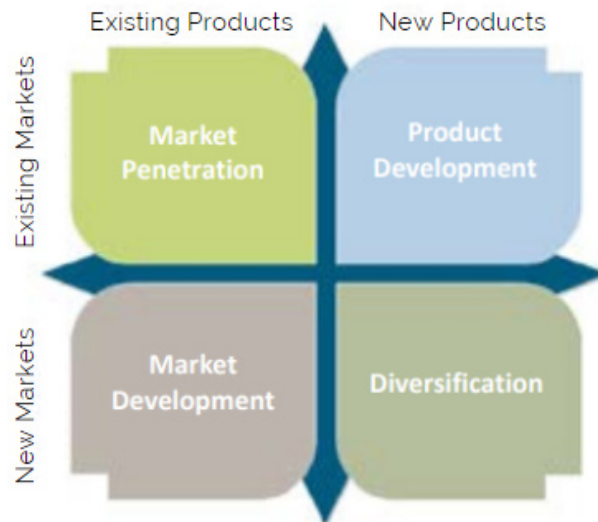 Existing Products
New Products
Existing Markets
Market
Penetration
Product
Development
New Markets
Market
Development
Diversification